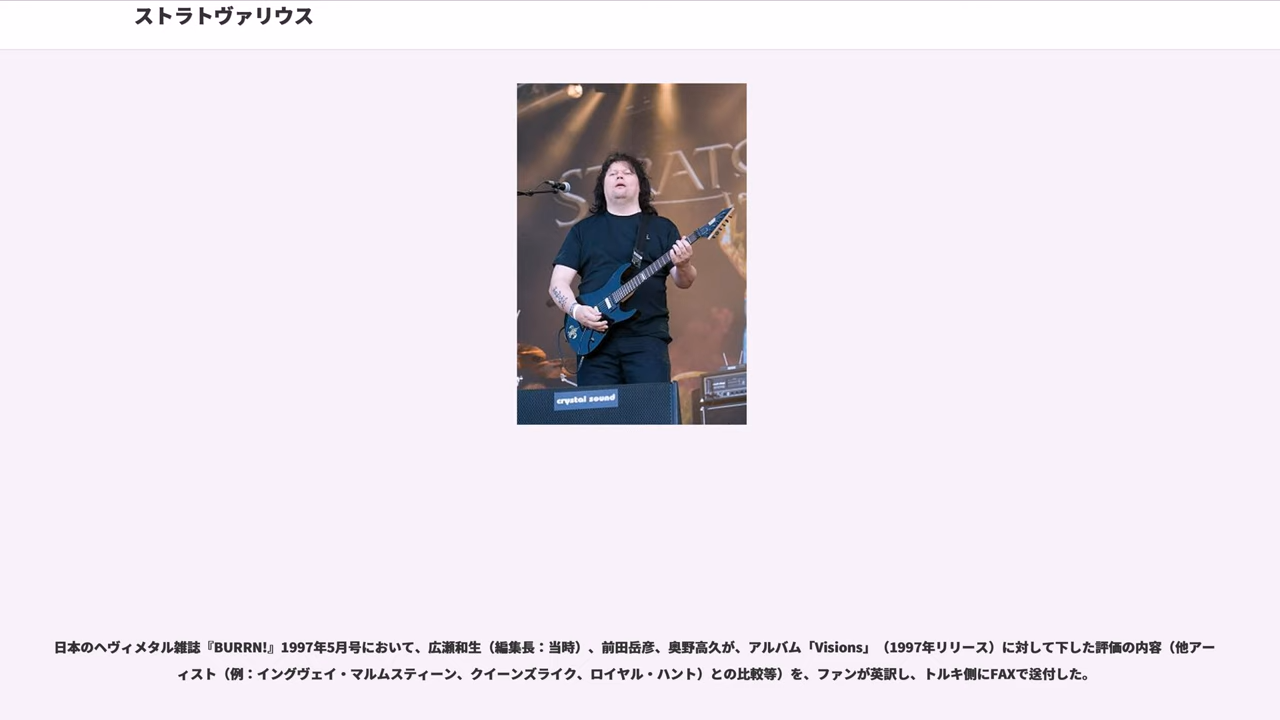 ストラトヴァリウス
STRATO
crystal sound
日本のヘヴィメタル雑誌『BURRN!』1997年5月号において、広瀬和生（編集長：当時）、前田岳彦、奥野高久が、アルバム「Visions」（1997年リリース）に対して下した評価の内容（他アー
ィスト（例：イングヴェイ・マルムスティーン、クイーンズライク、ロイヤル・ハント）との比較等）を、ファンが英訳し、トルキ側にFAXで送付した。